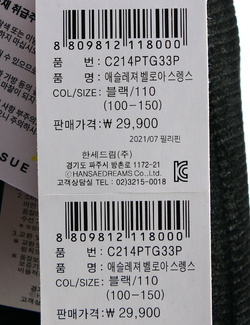 8 809812 118000
품 번: C214PTG33P
품 명: 애슬레져 벨로아 스렝스
COL/SIZE: 블랙/110
(100-150)
판매가격: ₩ 29,900
2021/07 필리핀
한세드림(주)
경기도 파주시 방촌로 1172-21
ⓒHANSAEDREAMS Co./Ltd.
고객상담실 TEL: 02)3215-0018
SUE
8 809812 118000
품 번: C214PTG33P
품 명: 애슬레져 벨로아 스렝스
COL/SIZE: 블랙/110
(100-150)
판매가격: ₩ 29,900